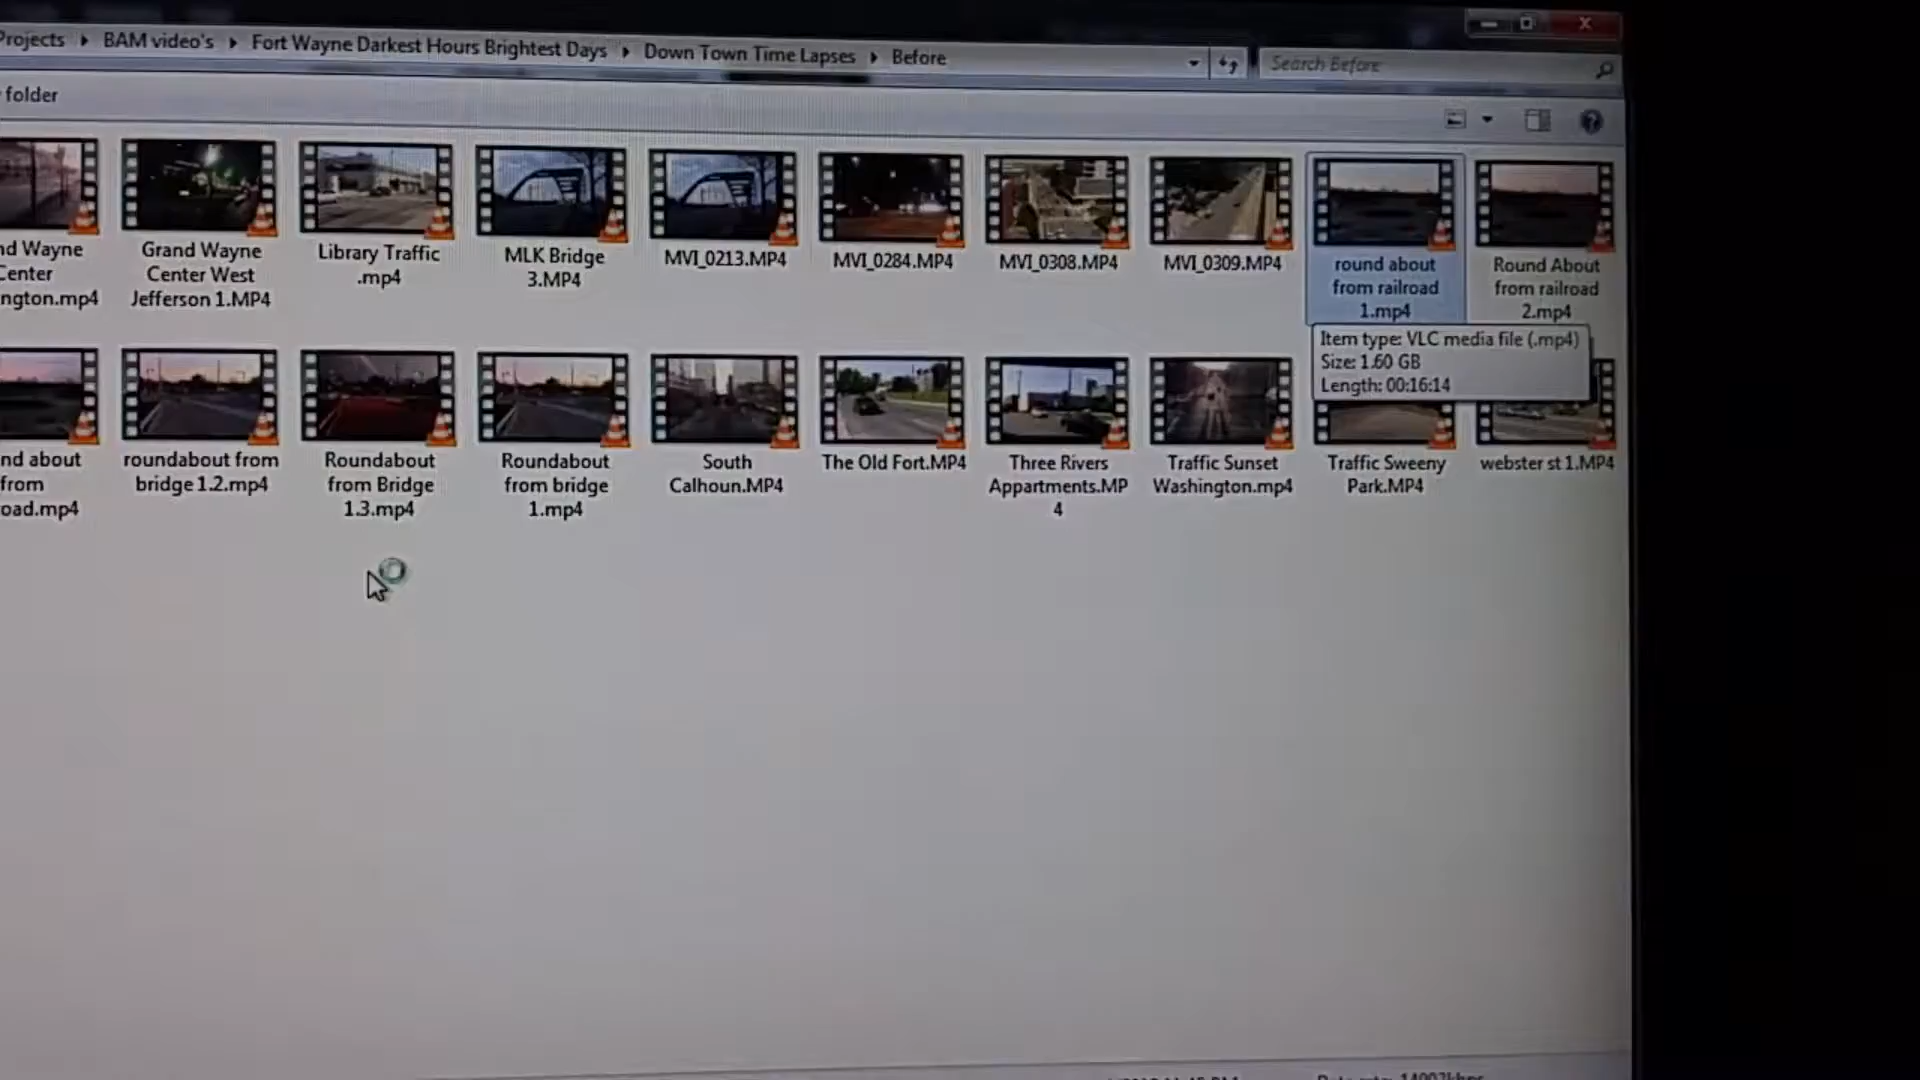 Projects ▸ BAM video's ▸ Fort Wayne Darkest Hours Brightest Days ▸ Down Town Time Lapses ▸ Before
Search Before
folder
nd Wayne
Center
ngton.mp4
Grand Wayne
Center West
Jefferson 1.MP4
Library Traffic
.mp4
MLK Bridge
3.MP4
MVI_0213.MP4
MVI_0284.MP4
MVI_0308.MP4
MVI_0309.MP4
round about
from railroad
1.mp4
Round About
from railroad
2.mp4
Item type: VLC media file (.mp4)
Size: 1.60 GB
Length: 00:16:14
nd about
from
oad.mp4
roundabout from
bridge 1.2.mp4
Roundabout
from Bridge
1.3.mp4
Roundabout
from bridge
1.mp4
South
Calhoun.MP4
The Old Fort.MP4
Three Rivers
Appartments.MP
4
Traffic Sunset
Washington.mp4
Traffic Sweeny
Park.MP4
webster st 1.MP4